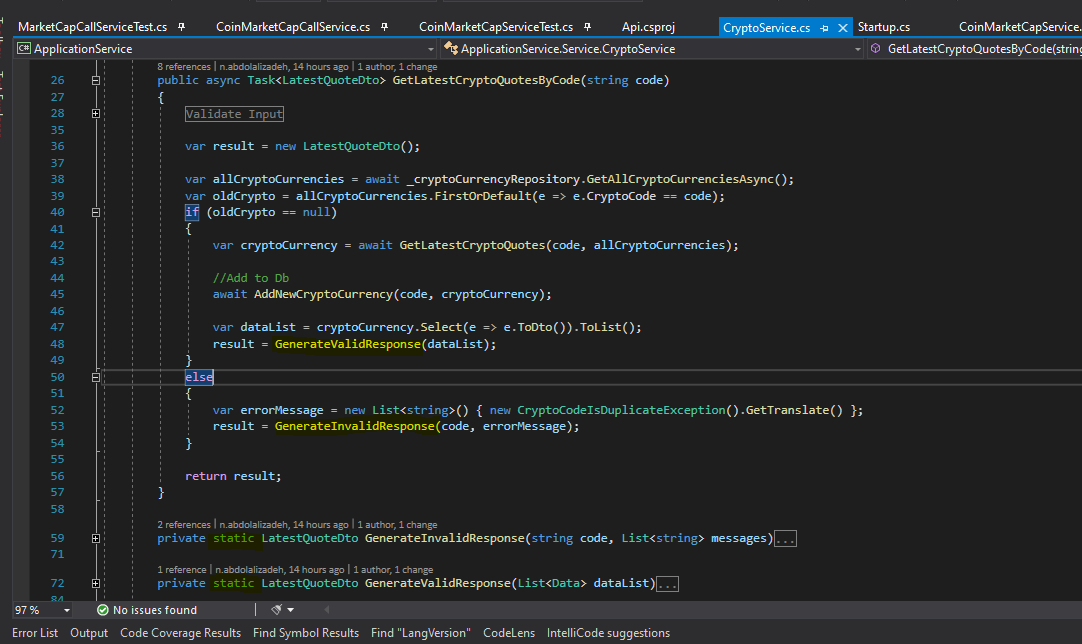 MarketCapCallServiceTest.cs
CoinMarketCapCallService.cs
CoinMarketCapServiceTest.cs
Api.csproj
CryptoService.cs
Startup.cs
CoinMarketCapService.
C# ApplicationService
ApplicationService.Service.CryptoService
GetLatestCryptoQuotesByCode(string
8 references | n.abdolalizadeh, 14 hours ago | 1 author, 1 change
26 public async Task<LatestQuoteDto> GetLatestCryptoQuotesByCode(string code)
27 {
28 Validate Input
35
36 var result = new LatestQuoteDto();
37
38 var allCryptoCurrencies = await _cryptoCurrencyRepository.GetAllCryptoCurrenciesAsync();
39 var oldCrypto = allCryptoCurrencies.FirstOrDefault(e => e.CryptoCode == code);
40 if (oldCrypto == null)
41 {
42 var cryptoCurrency = await GetLatestCryptoQuotes(code, allCryptoCurrencies);
43
44 //Add to Db
45 await AddNewCryptoCurrency(code, cryptoCurrency);
46
47 var dataList = cryptoCurrency.Select(e => e.ToDto()).ToList();
48 result = GenerateValidResponse(dataList);
49 }
50 else
51 {
52 var errorMessage = new List<string>() { new CryptoCodeIsDuplicateException().GetTranslate() };
53 result = GenerateInvalidResponse(code, errorMessage);
54 }
55
56 return result;
57 }
58
2 references | n.abdolalizadeh, 14 hours ago | 1 author, 1 change
59 private static LatestQuoteDto GenerateInvalidResponse(string code, List<string> messages)...
71
1 reference | n.abdolalizadeh, 14 hours ago | 1 author, 1 change
72 private static LatestQuoteDto GenerateValidResponse(List<Data> dataList)...
84
97 % No issues found
Error List Output Code Coverage Results Find Symbol Results Find "LangVersion" CodeLens IntelliCode suggestions